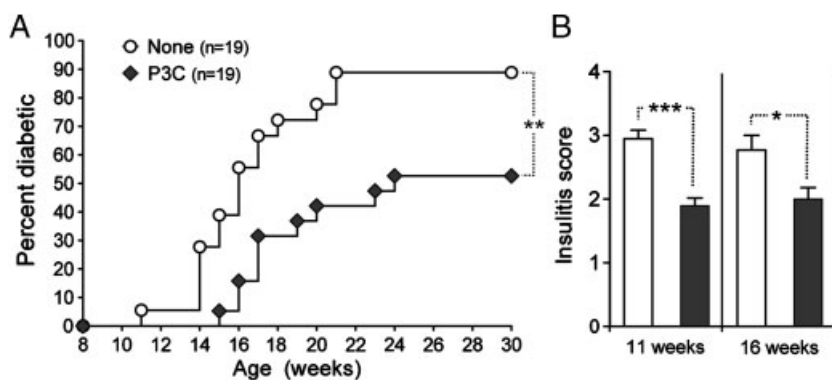 A
None (n=19)
P3C (n=19)
Percent diabetic
100
90
80
70
60
50
40
30
20
10
0
8 10 12 14 16 18 20 22 24 26 28 30
Age (weeks)
**
B
Insulitis score
4
3
2
1
0
***
*
11 weeks
16 weeks